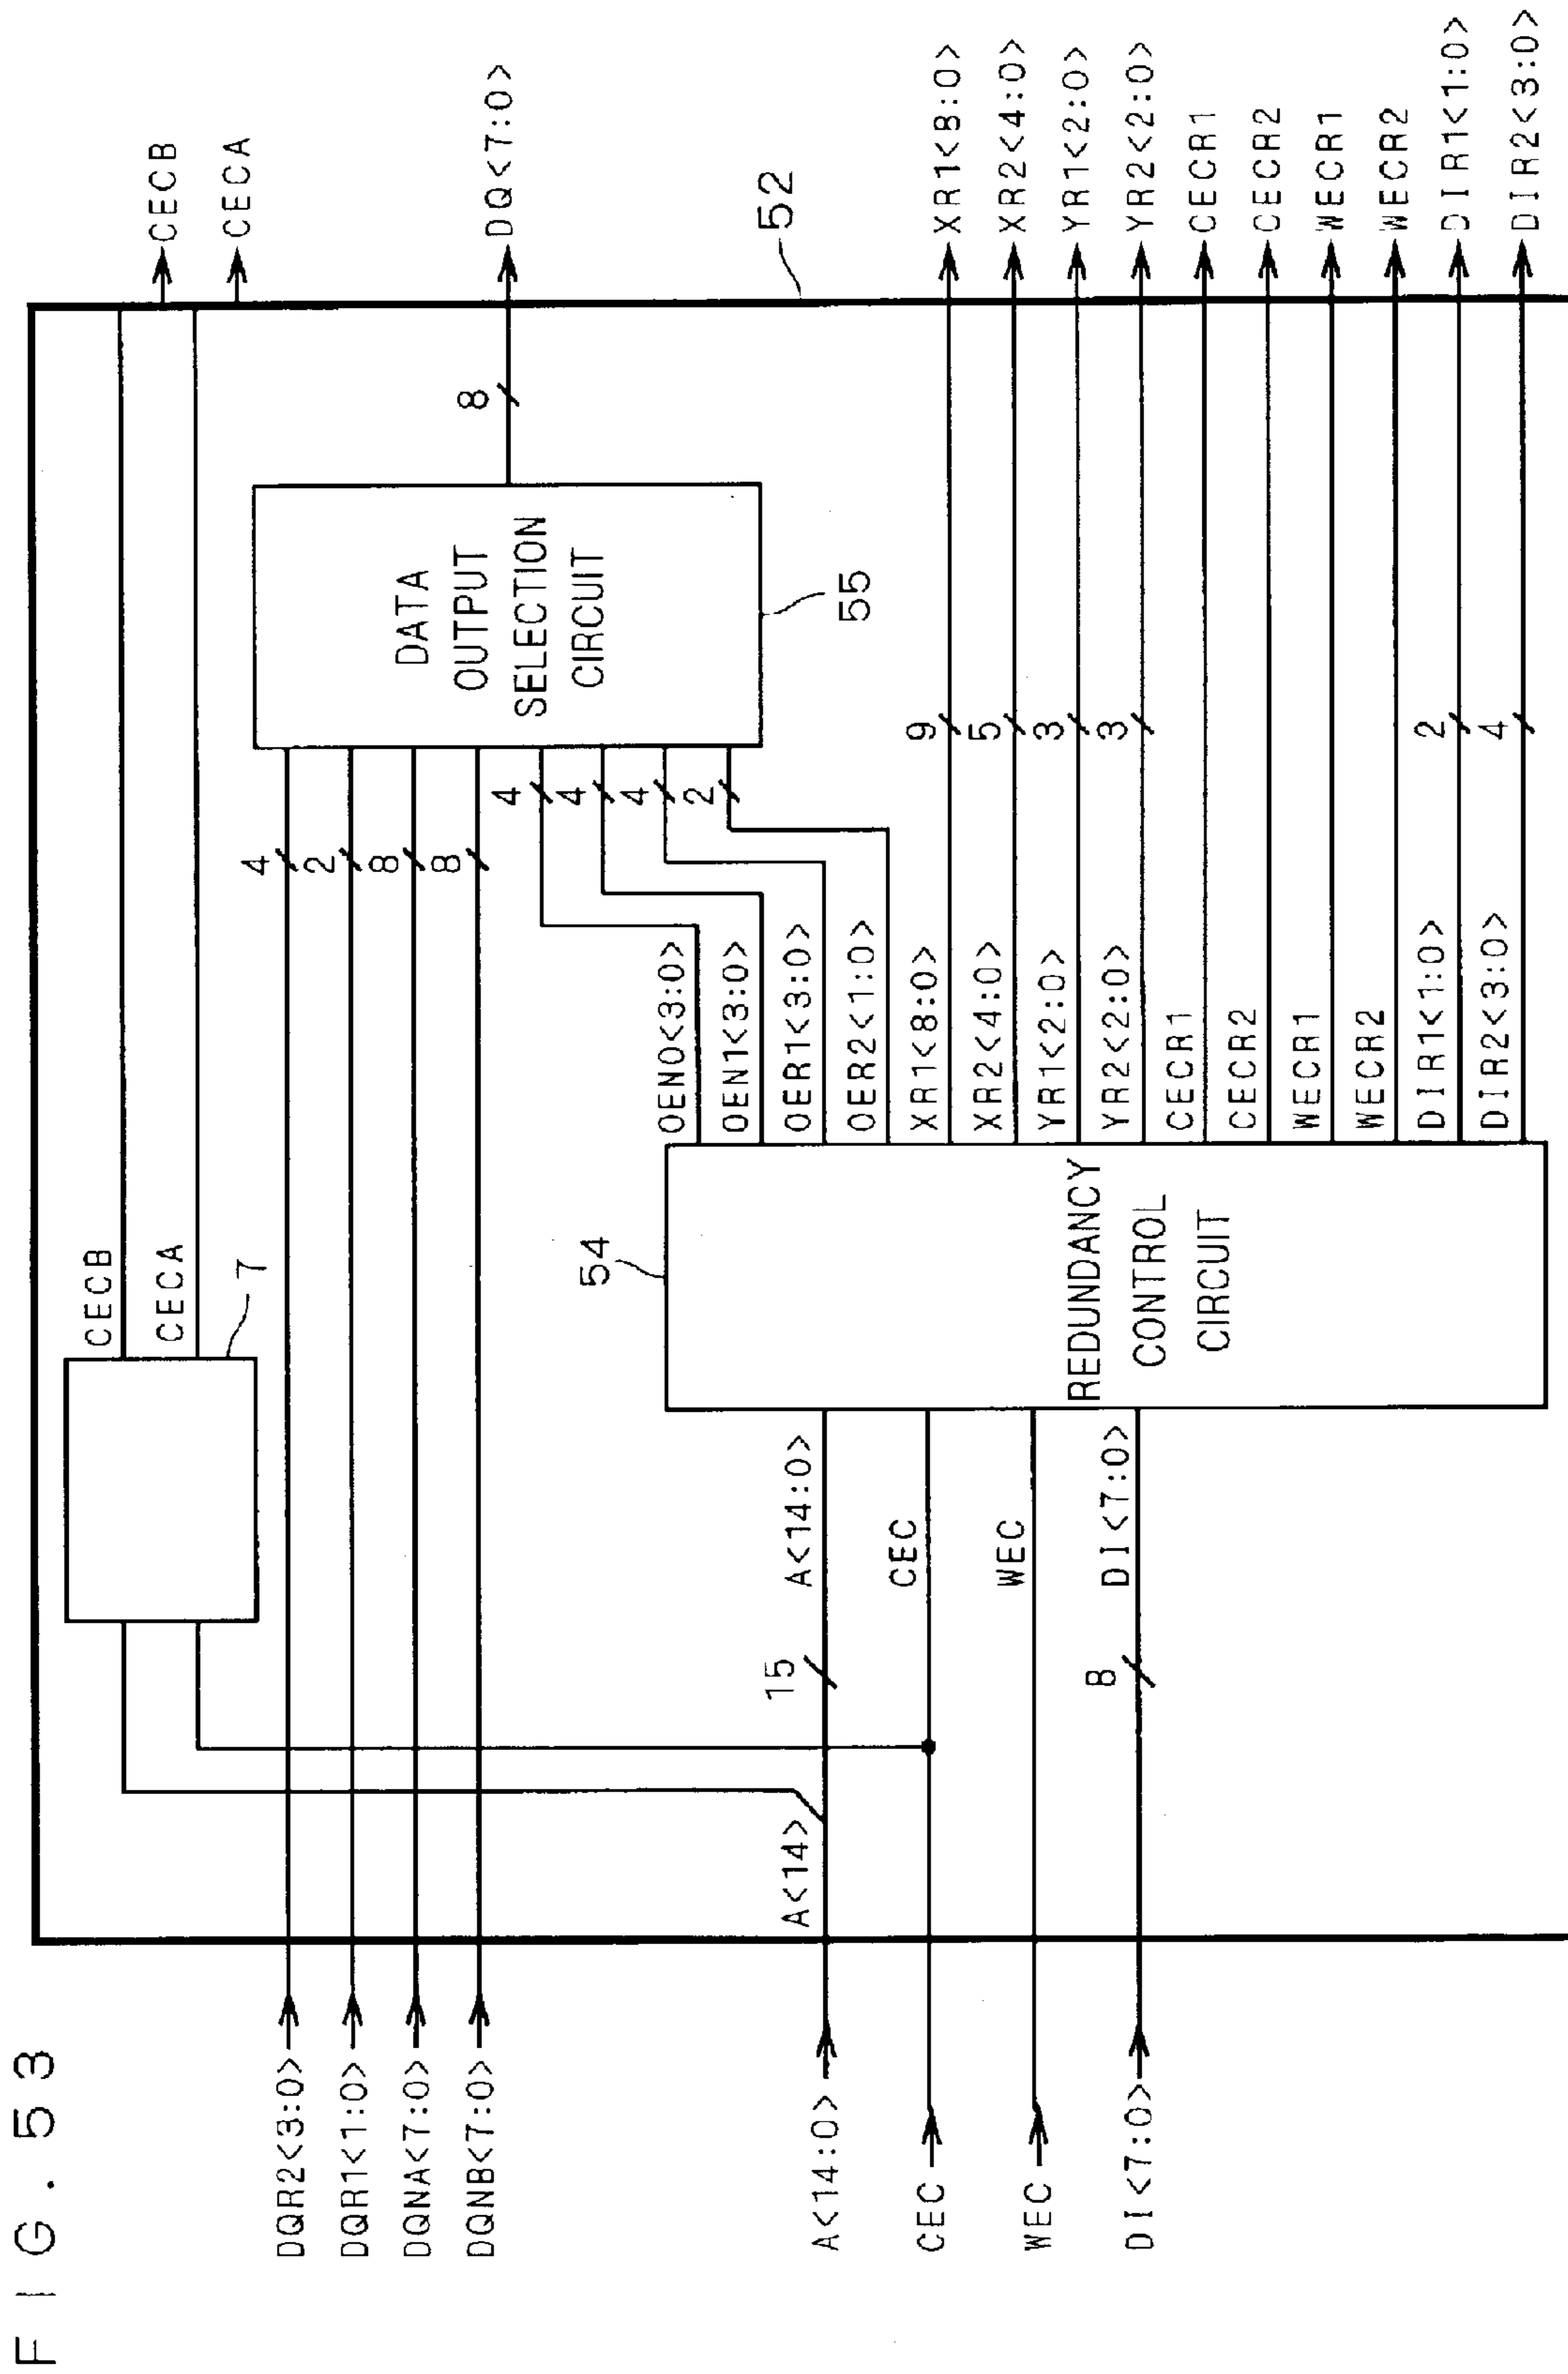 FIG.53
DQR2<3:0>
DQR1<1:0>
DQNA<7:0>
DQNB<7:0>
A<14:0>
CEC
WEC
DI<7:0>
A<14>
15
8
A<14:0>
CEC
WEC
DI<7:0>
CECB
CECA
7
54
REDUNDANCY
CONTROL
CIRCUIT
4
2
8
8
OEN0<3:0>
OEN1<3:0>
OER1<3:0>
OER2<1:0>
XR1<8:0>
XR2<4:0>
YR1<2:0>
YR2<2:0>
CECR1
CECR2
WECR1
WECR2
DIR1<1:0>
DIR2<3:0>
4
4
4
2
DATA
OUTPUT
SELECTION
CIRCUIT
55
9
5
3
3
2
4
8
52
CECB
CECA
DQ<7:0>
XR1<8:0>
XR2<4:0>
YR1<2:0>
YR2<2:0>
CECR1
CECR2
WECR1
WECR2
DIR1<1:0>
DIR2<3:0>